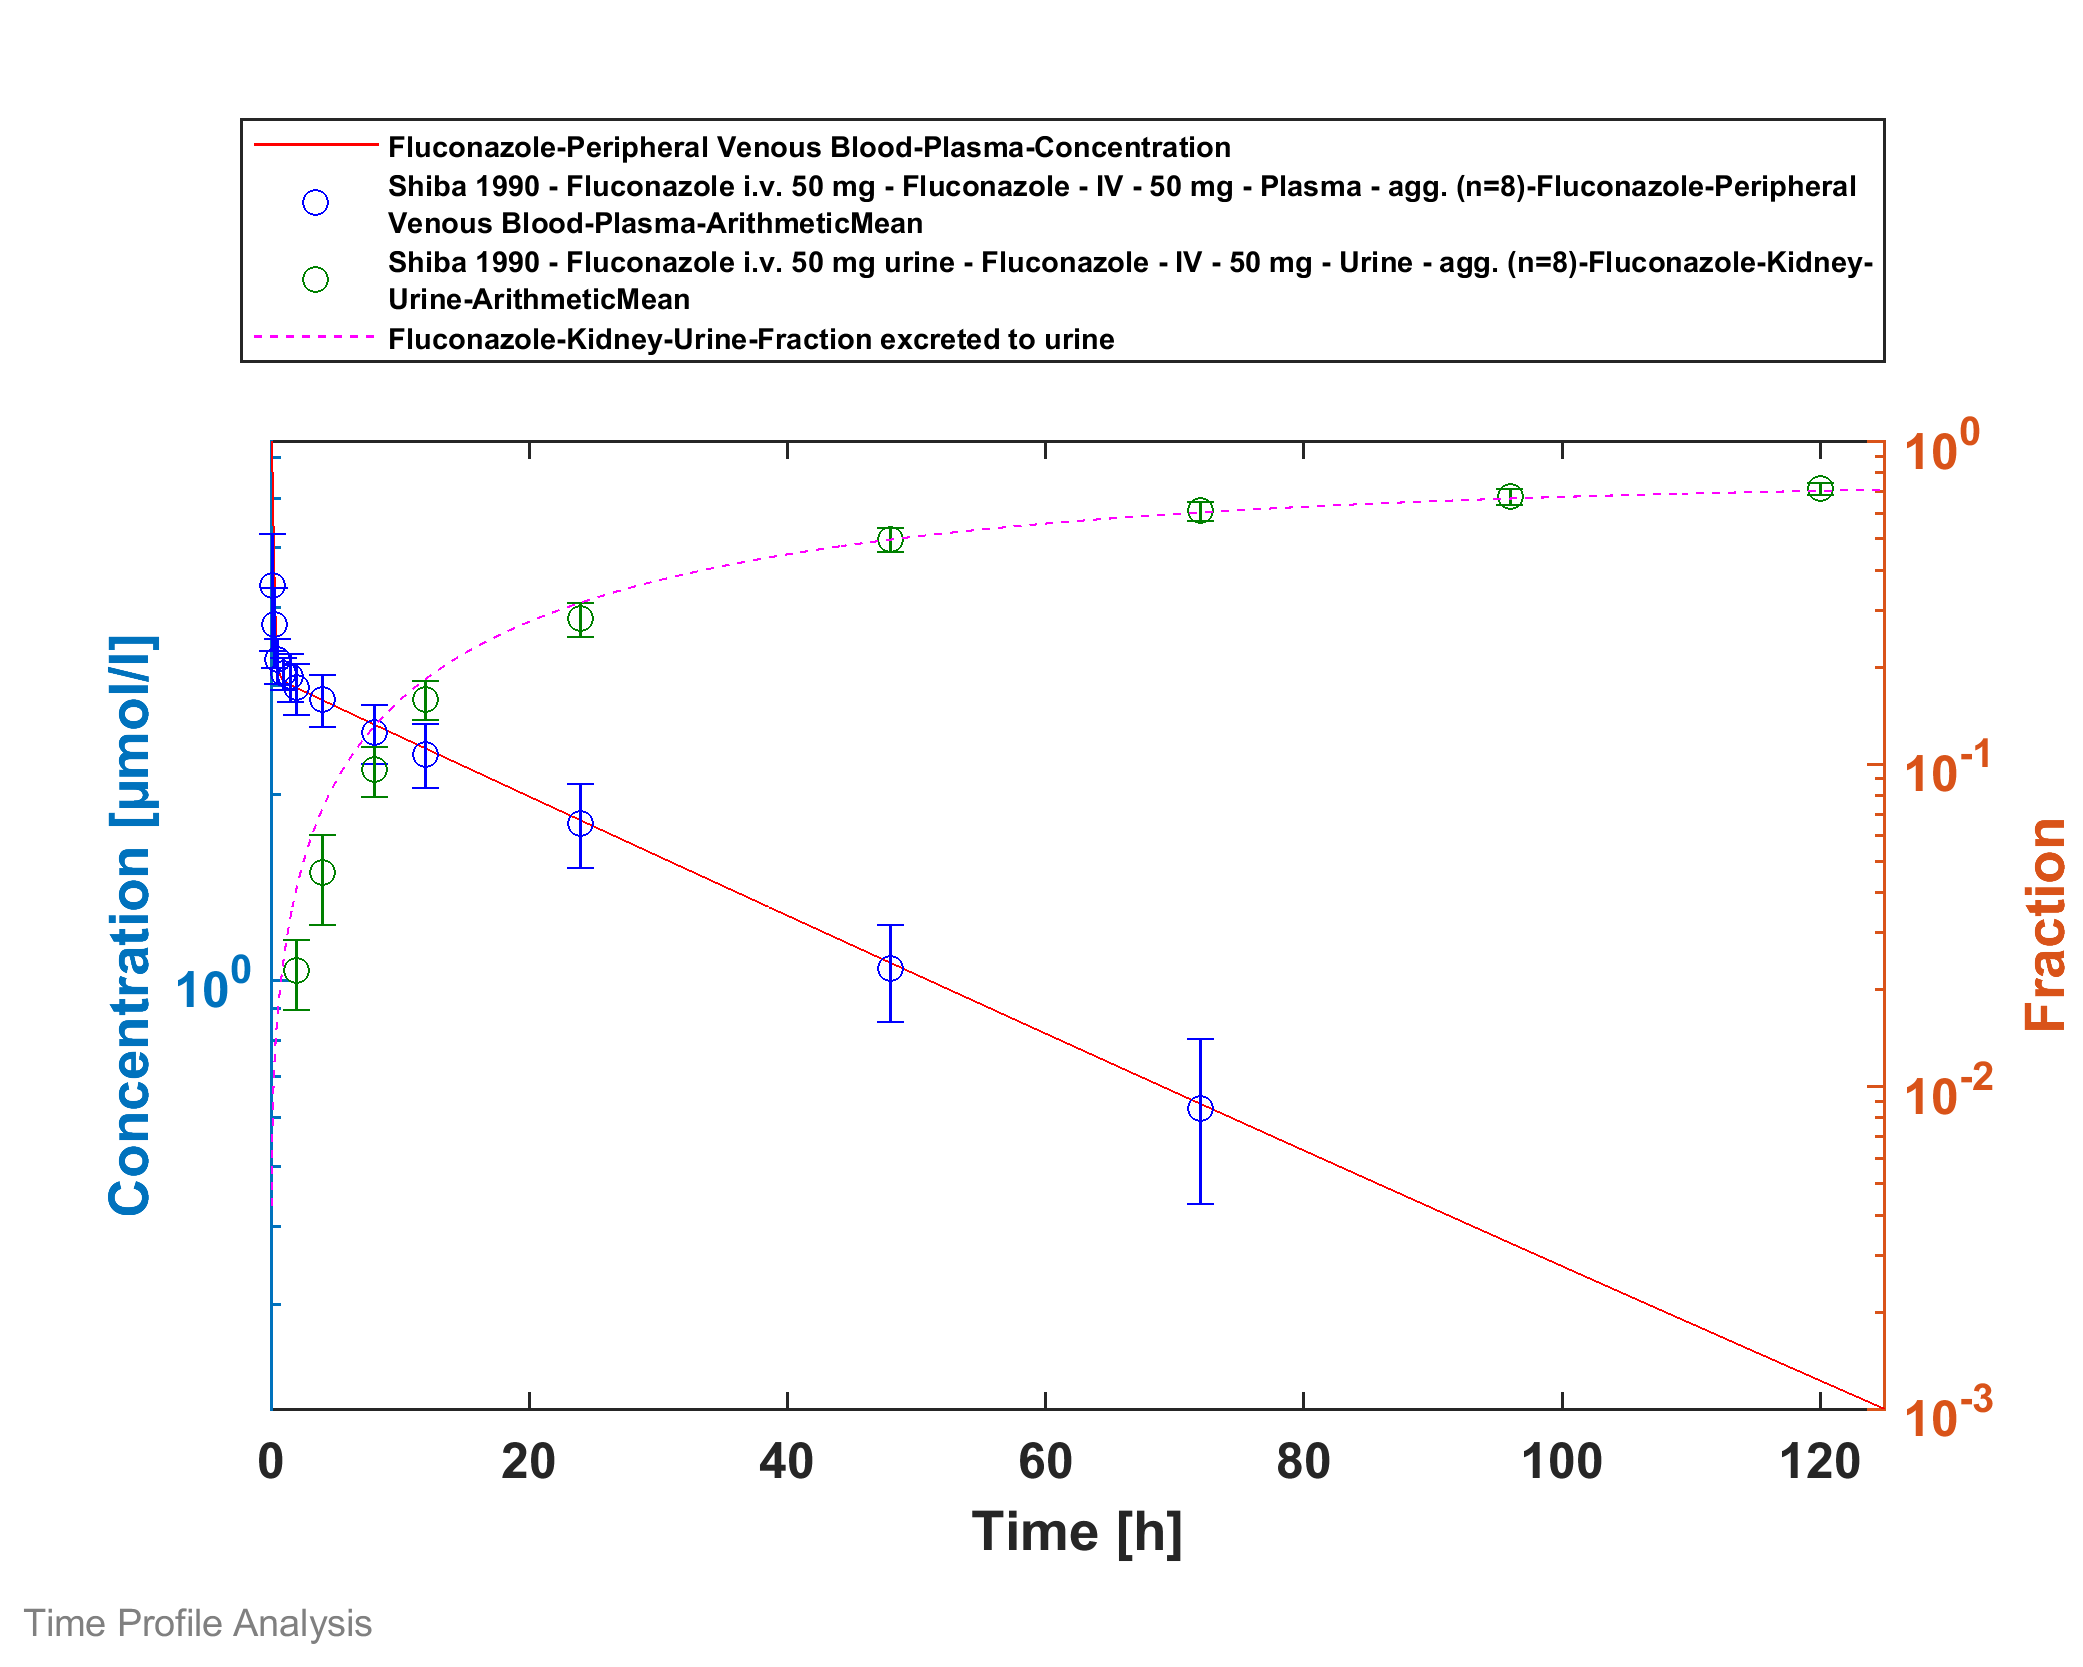 Fluconazole-Peripheral Venous Blood-Plasma-Concentration
Shiba 1990 - Fluconazole i.v. 50 mg - Fluconazole - IV - 50 mg - Plasma - agg. (n=8)-Fluconazole-Peripheral
Venous Blood-Plasma-ArithmeticMean
Shiba 1990 - Fluconazole i.v. 50 mg urine - Fluconazole - IV - 50 mg - Urine - agg. (n=8)-Fluconazole-Kidney-
Urine-ArithmeticMean
Fluconazole-Kidney-Urine-Fraction excreted to urine
Concentration [µmol/l]
10^0
10^0
10^-1
10^-2
10^-3
Fraction
0 20 40 60 80 100 120
Time [h]
Time Profile Analysis